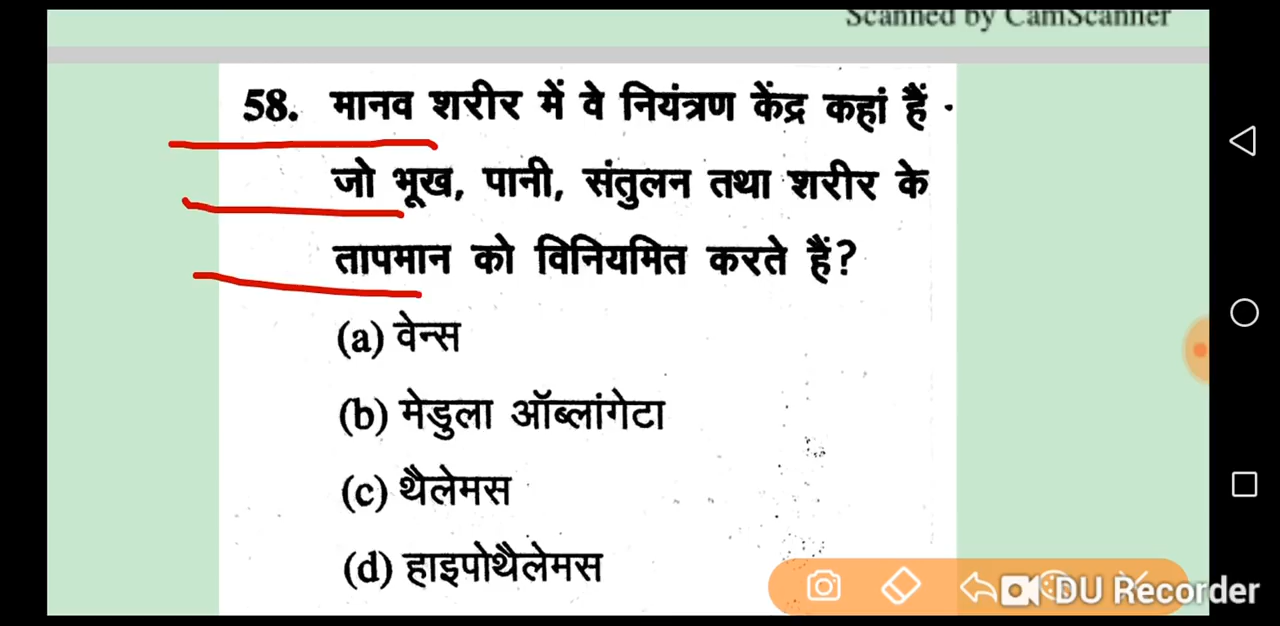 Scanned by CamScanner
58. मानव शरीर में वे नियंत्रण केंद्र कहां हैं
जो भूख, पानी, संतुलन तथा शरीर के
तापमान को विनियमित करते हैं?
(a) वेन्स
(b) मेडुला ऑब्लांगेटा
(c) थैलेमस
(d) हाइपोथैलेमस
DU Recorder